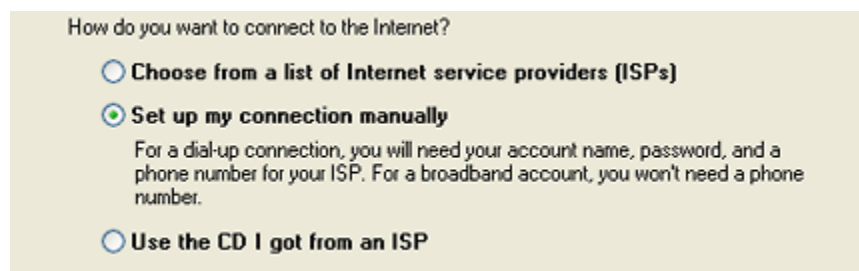 How do you want to connect to the Internet?
Choose from a list of Internet service providers (ISPs)
Set up my connection manually
For a dial-up connection, you will need your account name, password, and a
phone number for your ISP. For a broadband account, you won't need a phone
number.
Use the CD I got from an ISP